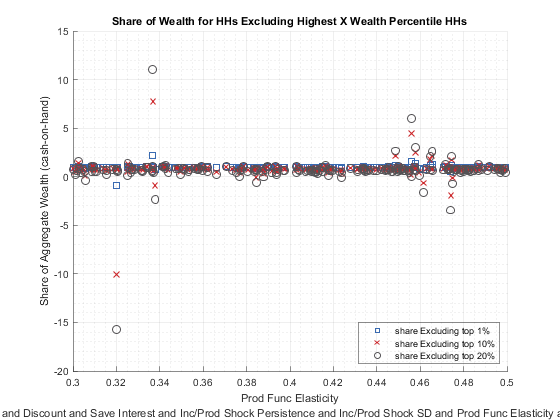 Share of Wealth for HHs Excluding Highest X Wealth Percentile HHs
15
10
5
0
-5
-10
-15
-20
Share of Aggregate Wealth (cash-on-hand)
share Excluding top 1%
share Excluding top 10%
share Excluding top 20%
0.3 0.32 0.34 0.36 0.38 0.4 0.42 0.44 0.46 0.48 0.5
Prod Func Elasticity
and Discount and Save Interest and Inc/Prod Shock Persistence and Inc/Prod Shock SD and Prod Func Elasticity